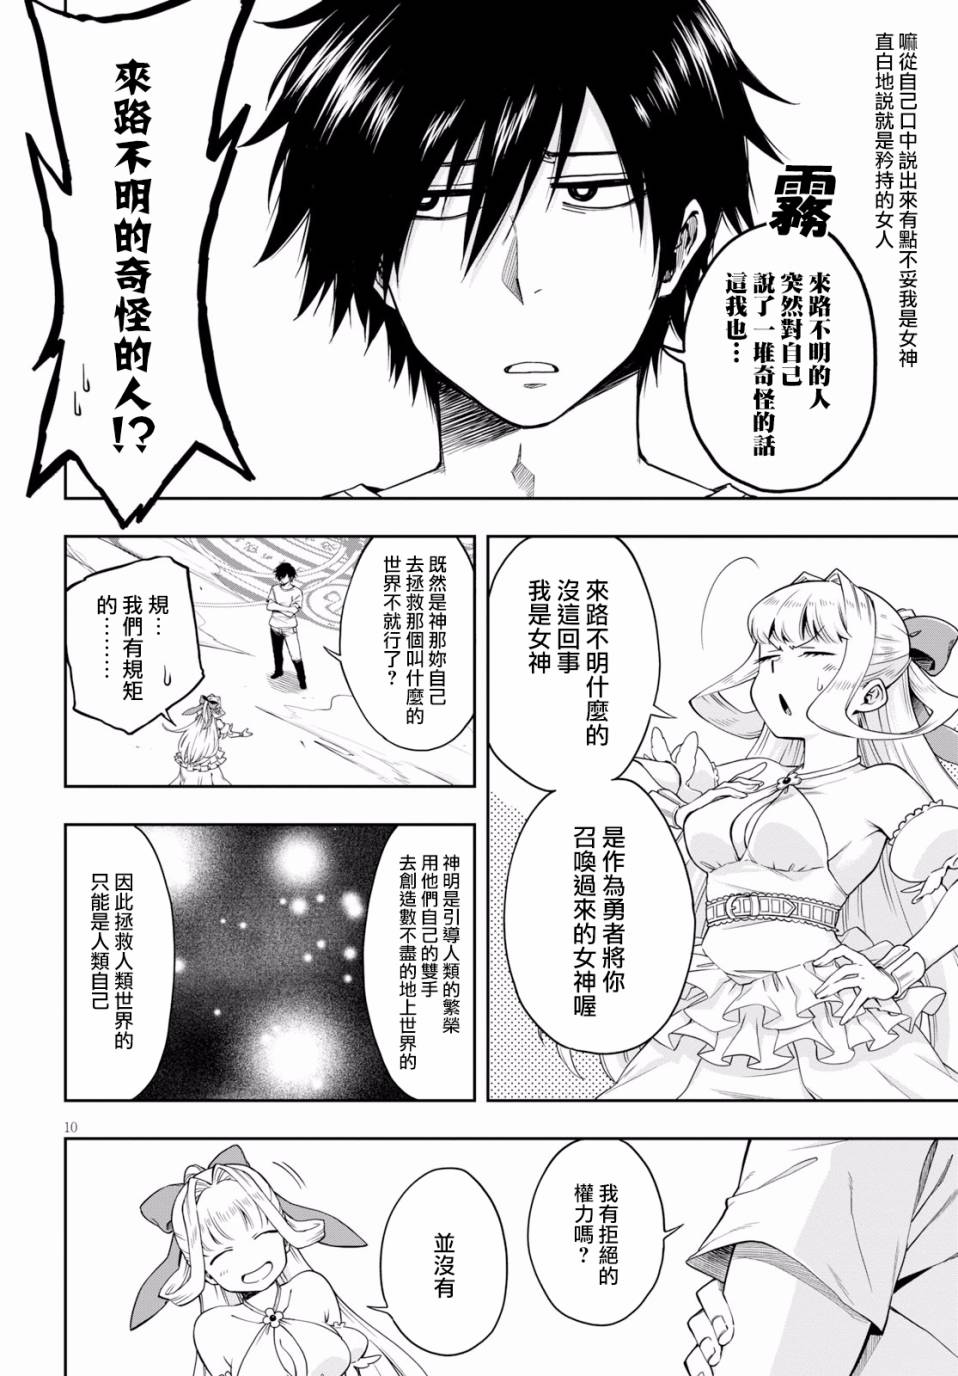 嘛從自己口中説出來有點不妥我是女神
直白地説就是矜持的女人
霧
來路不明的人
突然對自己
説了一堆奇怪的話
這我也…
來路不明的奇怪的人!?
來路不明什麼的
沒這回事
我是女神
是作為勇者將你
召喚過來的女神喔
既然是神那妳自己
去拯救那個叫什麼的
世界不就行了?
規…
我們有規矩
的………
神明是引導人類的繁榮
用他們自己的雙手
去創造數不盡的地上世界的
因此拯救人類世界的
只能是人類自己
10
我有拒絕的
權力嗎?
並沒有